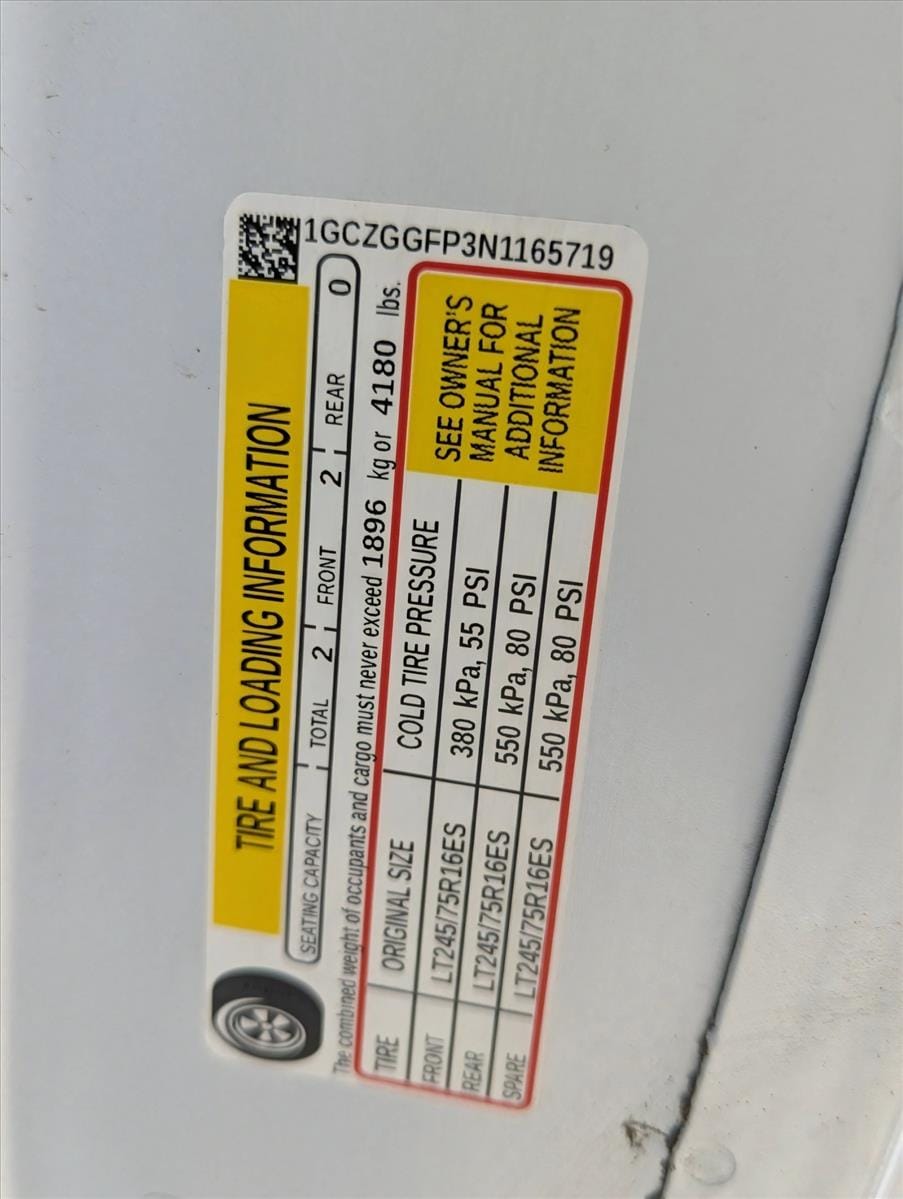 1GCZGGFP3N1165719
TIRE AND LOADING INFORMATION
SEATING CAPACITY TOTAL 2 FRONT 2 REAR 0
The combined weight of occupants and cargo must never exceed 1896 kg or 4180 lbs.
TIRE ORIGINAL SIZE COLD TIRE PRESSURE
FRONT LT245/75R16ES 380 kPa, 55 PSI
REAR LT245/75R16ES 550 kPa, 80 PSI
SPARE LT245/75R16ES 550 kPa, 80 PSI
SEE OWNER'S
MANUAL FOR
ADDITIONAL
INFORMATION